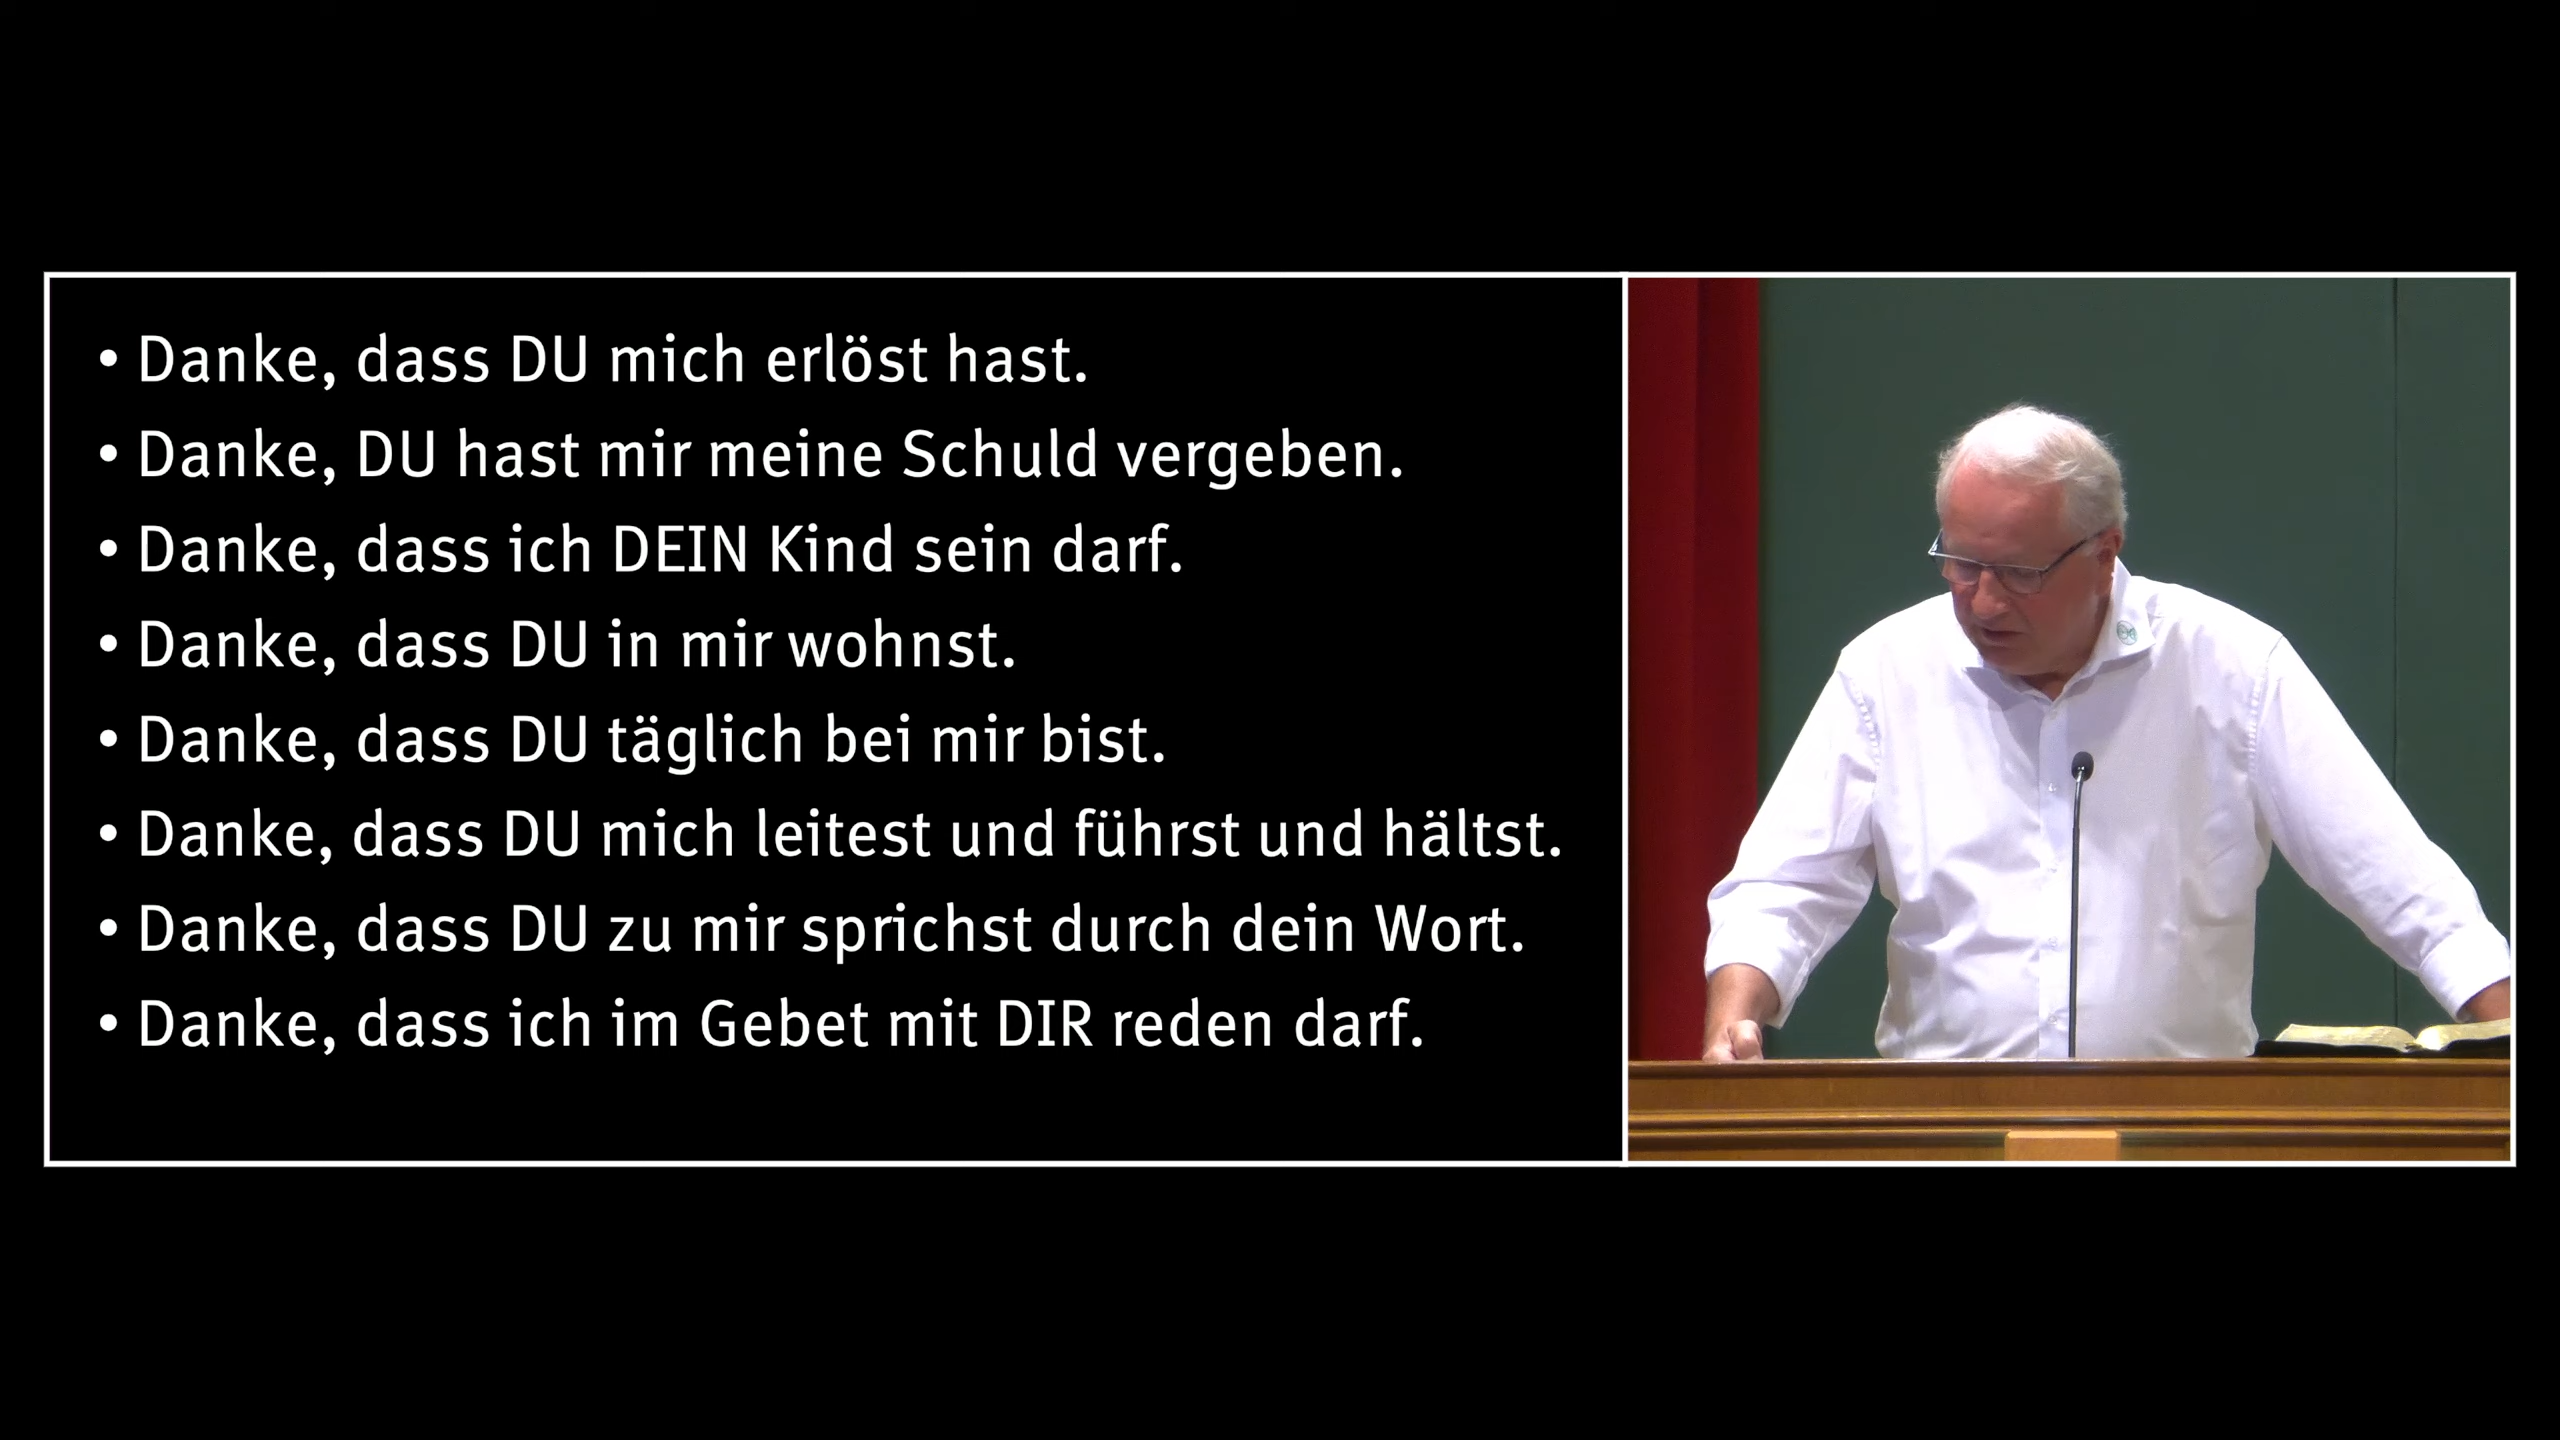 • Danke, dass DU mich erlöst hast.
• Danke, DU hast mir meine Schuld vergeben.
• Danke, dass ich DEIN Kind sein darf.
• Danke, dass DU in mir wohnst.
• Danke, dass DU täglich bei mir bist.
• Danke, dass DU mich leitest und führst und hältst.
• Danke, dass DU zu mir sprichst durch dein Wort.
• Danke, dass ich im Gebet mit DIR reden darf.